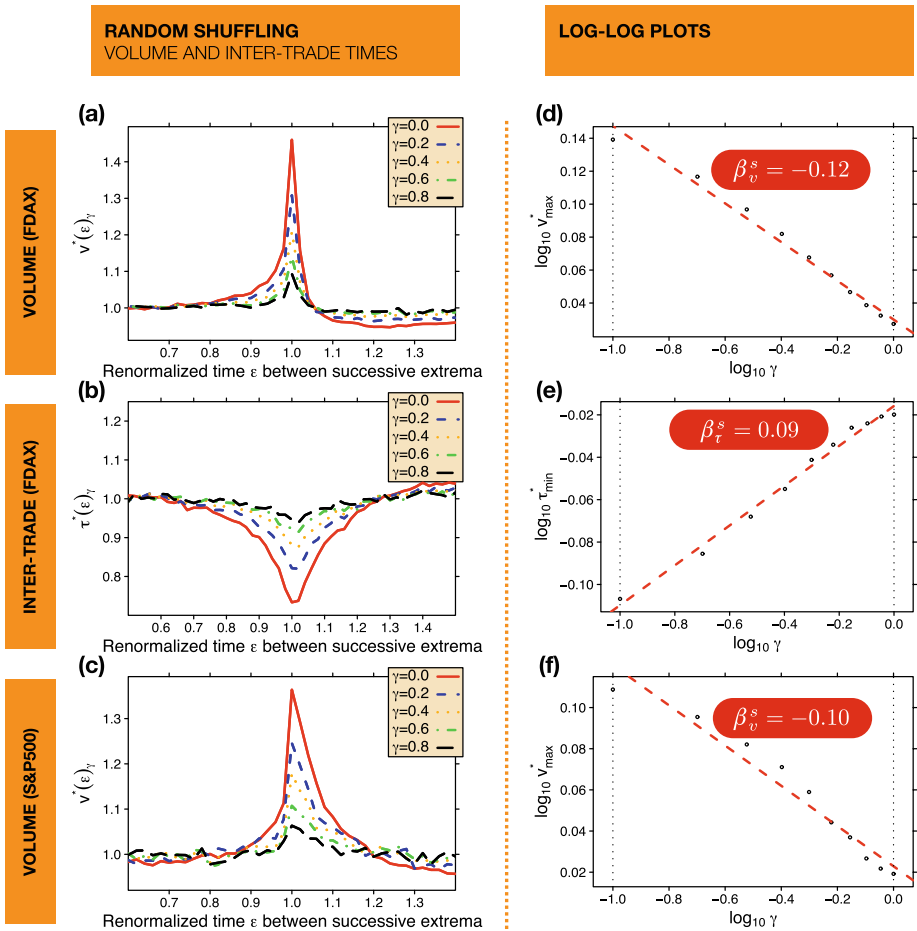 RANDOM SHUFFLING
VOLUME AND INTER-TRADE TIMES
LOG-LOG PLOTS
VOLUME (FDAX)
(a)
γ=0.0
γ=0.2
γ=0.4
γ=0.6
γ=0.8
v*(ε)γ
1.4
1.3
1.2
1.1
1.0
0.7 0.8 0.9 1.0 1.1 1.2 1.3
Renormalized time ε between successive extrema
(d)
βvs = −0.12
log10 v*max
0.14
0.12
0.10
0.08
0.06
0.04
−1.0 −0.8 −0.6 −0.4 −0.2 0.0
log10 γ
INTER-TRADE (FDAX)
(b)
γ=0.0
γ=0.2
γ=0.4
γ=0.6
γ=0.8
τ*(ε)γ
1.2
1.1
1.0
0.9
0.8
0.6 0.7 0.8 0.9 1.0 1.1 1.2 1.3 1.4
Renormalized time ε between successive extrema
(e)
βτs = 0.09
log10 τ*min
−0.02
−0.04
−0.06
−0.08
−0.10
−1.0 −0.8 −0.6 −0.4 −0.2 0.0
log10 γ
VOLUME (S&P500)
(c)
γ=0.0
γ=0.2
γ=0.4
γ=0.6
γ=0.8
v*(ε)γ
1.3
1.2
1.1
1.0
0.7 0.8 0.9 1.0 1.1 1.2 1.3
Renormalized time ε between successive extrema
(f)
βvs = −0.10
log10 v*max
0.10
0.08
0.06
0.04
0.02
−1.0 −0.8 −0.6 −0.4 −0.2 0.0
log10 γ